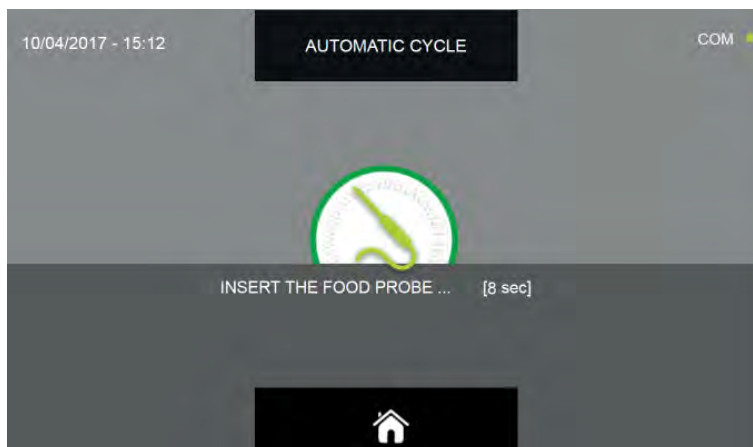 10/04/2017 - 15:12
AUTOMATIC CYCLE
COM
INSERT THE FOOD PROBE ... [8 sec]